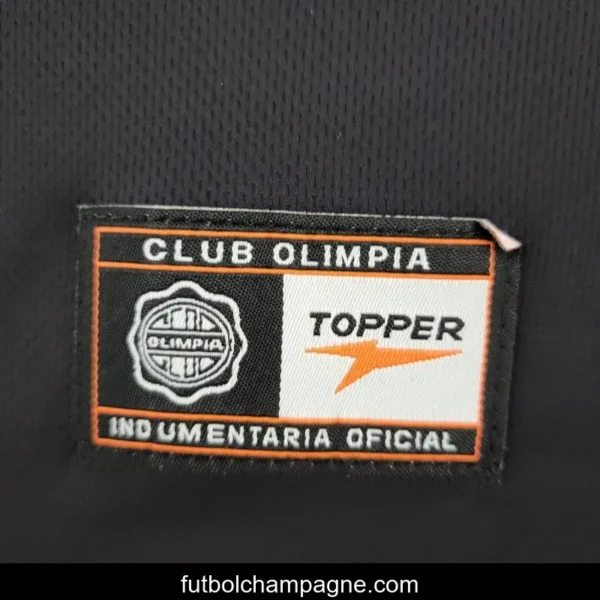 CLUB OLIMPIA
OLIMPIA
TOPPER
INDUMENTARIA OFICIAL
futbolchampagne.com